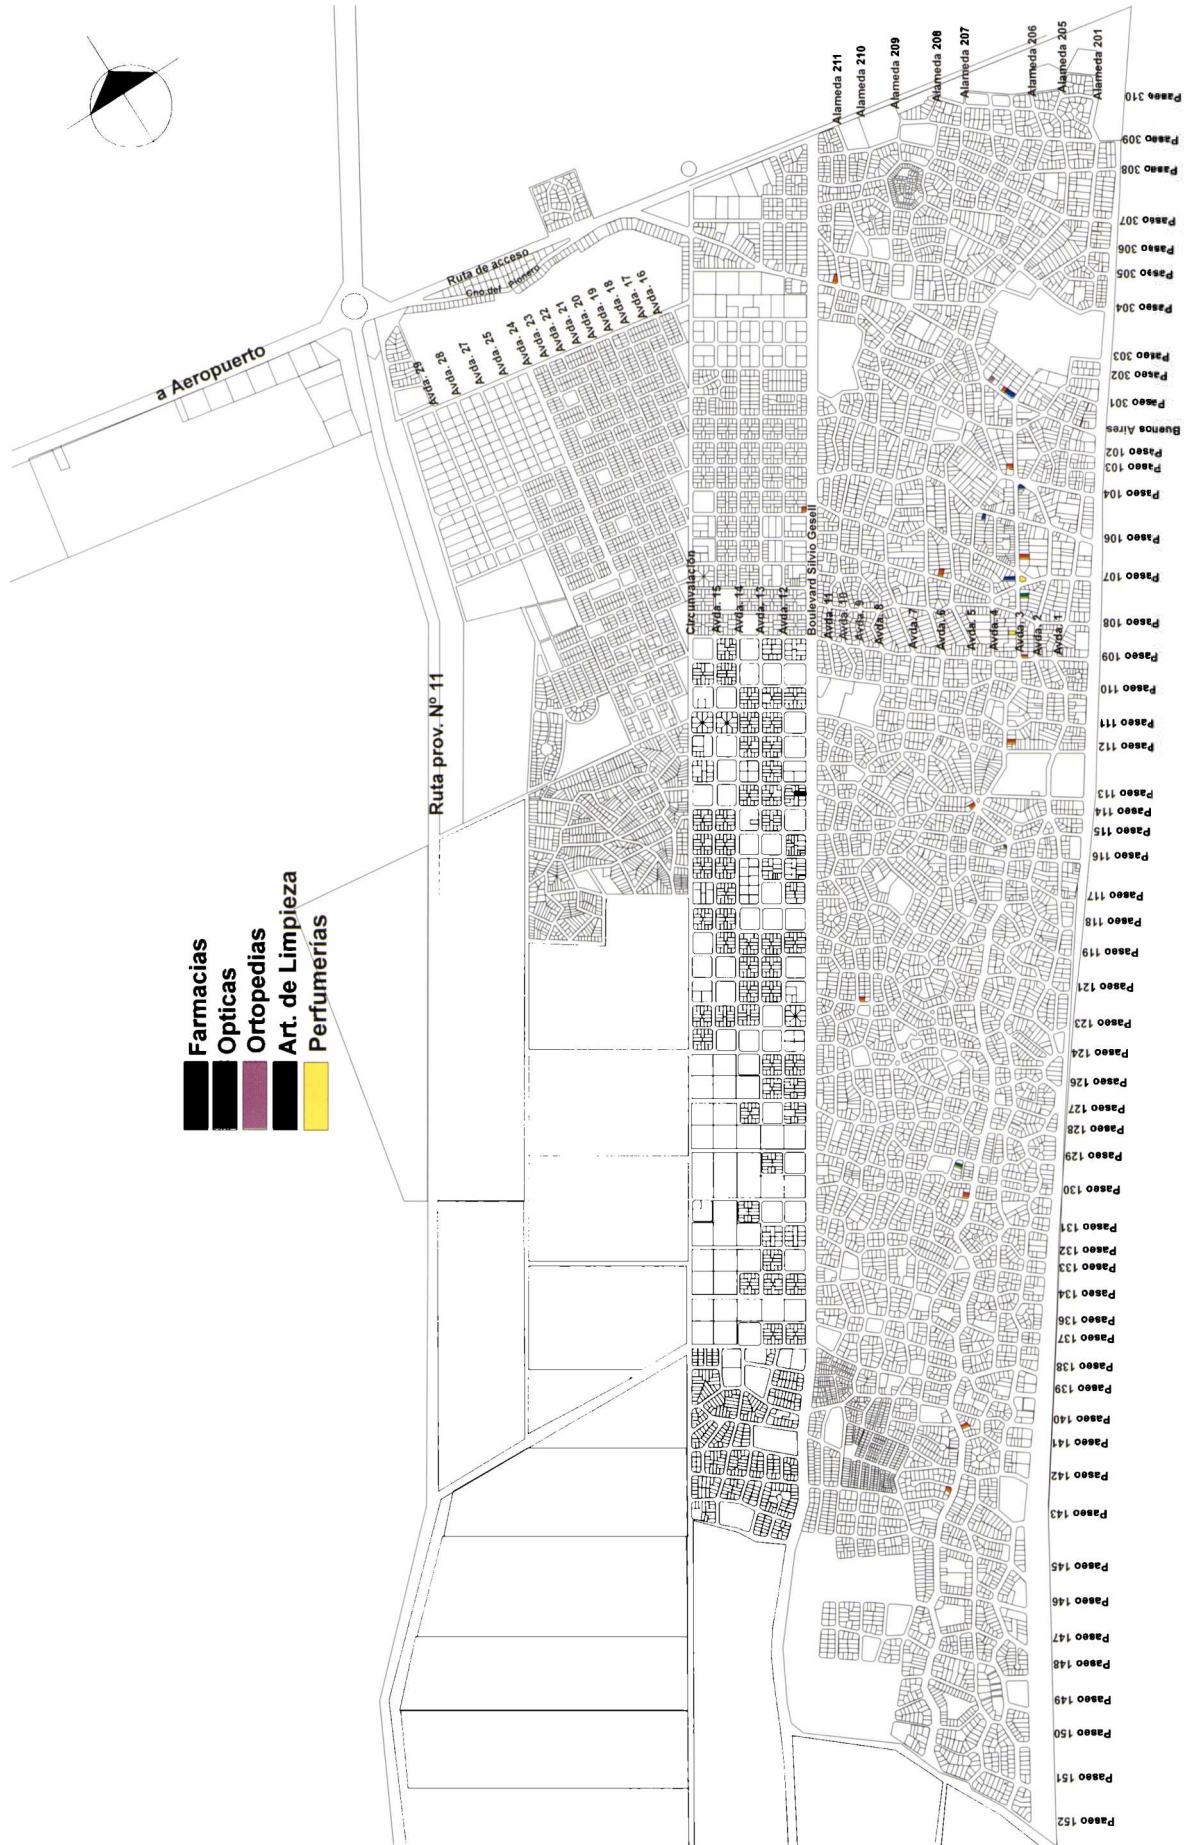 Alameda 211
Alameda 210
Alameda 209
Alameda 208
Alameda 207
Alameda 206
Alameda 205
Alameda 201
Paseo 310
Paseo 309
Paseo 308
Paseo 307
Paseo 306
Paseo 305
Paseo 304
Paseo 303
Paseo 302
Paseo 301
Buenos Aires
Paseo 102
Paseo 103
Paseo 104
Paseo 106
Paseo 107
Paseo 108
Paseo 109
Paseo 110
Paseo 111
Paseo 112
Paseo 113
Paseo 114
Paseo 115
Paseo 116
Paseo 117
Paseo 118
Paseo 119
Paseo 121
Paseo 123
Paseo 124
Paseo 126
Paseo 127
Paseo 128
Paseo 129
Paseo 130
Paseo 131
Paseo 132
Paseo 133
Paseo 134
Paseo 136
Paseo 137
Paseo 138
Paseo 139
Paseo 140
Paseo 141
Paseo 142
Paseo 143
Paseo 145
Paseo 146
Paseo 147
Paseo 148
Paseo 149
Paseo 150
Paseo 151
Paseo 152
Ruta de acceso
Cno.del Pionero
a Aeropuerto
Avda. 29
Avda. 28
Avda. 27
Avda. 25
Avda. 24
Avda. 23
Avda. 22
Avda. 21
Avda. 20
Avda. 19
Avda. 18
Avda. 17
Avda. 16
Circunvalación
Avda. 15
Avda. 14
Avda. 13
Avda. 12
Boulevard Silvio Gesell
Avda. 11
Avda. 10
Avda. 9
Avda. 8
Avda. 7
Avda. 6
Avda. 5
Avda. 4
Avda. 3
Avda. 2
Avda. 1
Ruta prov. Nº 11
Farmacias
Opticas
Ortopedias
Art. de Limpieza
Perfumerías